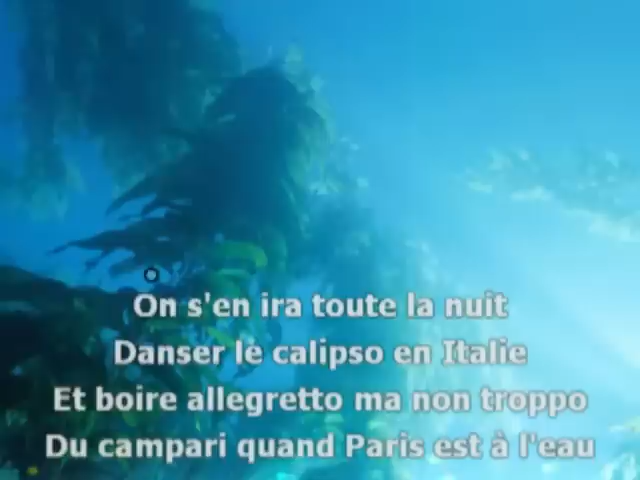 On s'en ira toute la nuit
Danser le calipso en Italie
Et boire allegretto ma non troppo
Du campari quand Paris est à l'eau